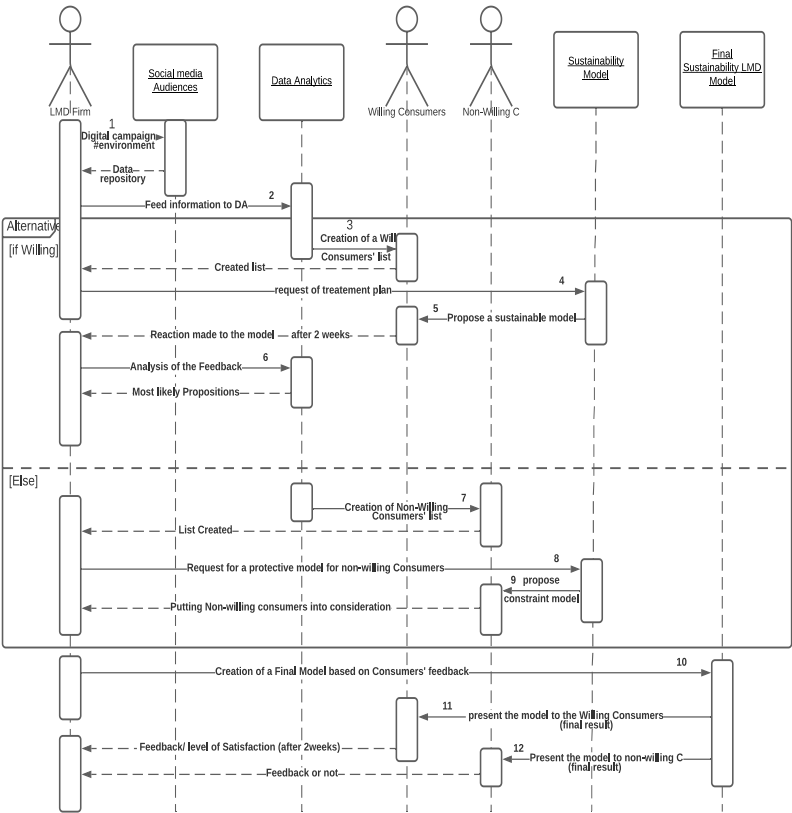 LMD Firm
Social media
Audiences
Data Analytics
Willing Consumers
Non-Willing C
Sustainability
Model
Final
Sustainability LMD
Model
1
Digital campaign
#environment
Data
repository
2
Feed information to DA
Alternative
[if Willing]
3
Creation of a Will
Consumers' list
Created list
4
request of treatement plan
5
Propose a sustainable model
Reaction made to the model
after 2 weeks
6
Analysis of the Feedback
Most likely Propositions
[Else]
7
Creation of Non-Willing
Consumers' list
List Created
8
Request for a protective model for non-willing Consumers
9 propose
constraint model
Putting Non-willing consumers into consideration
10
Creation of a Final Model based on Consumers' feedback
11
present the model to the Willing Consumers
(final result)
Feedback/ level of Satisfaction (after 2weeks)
12
Present the model to non-willing C
(final result)
Feedback or not